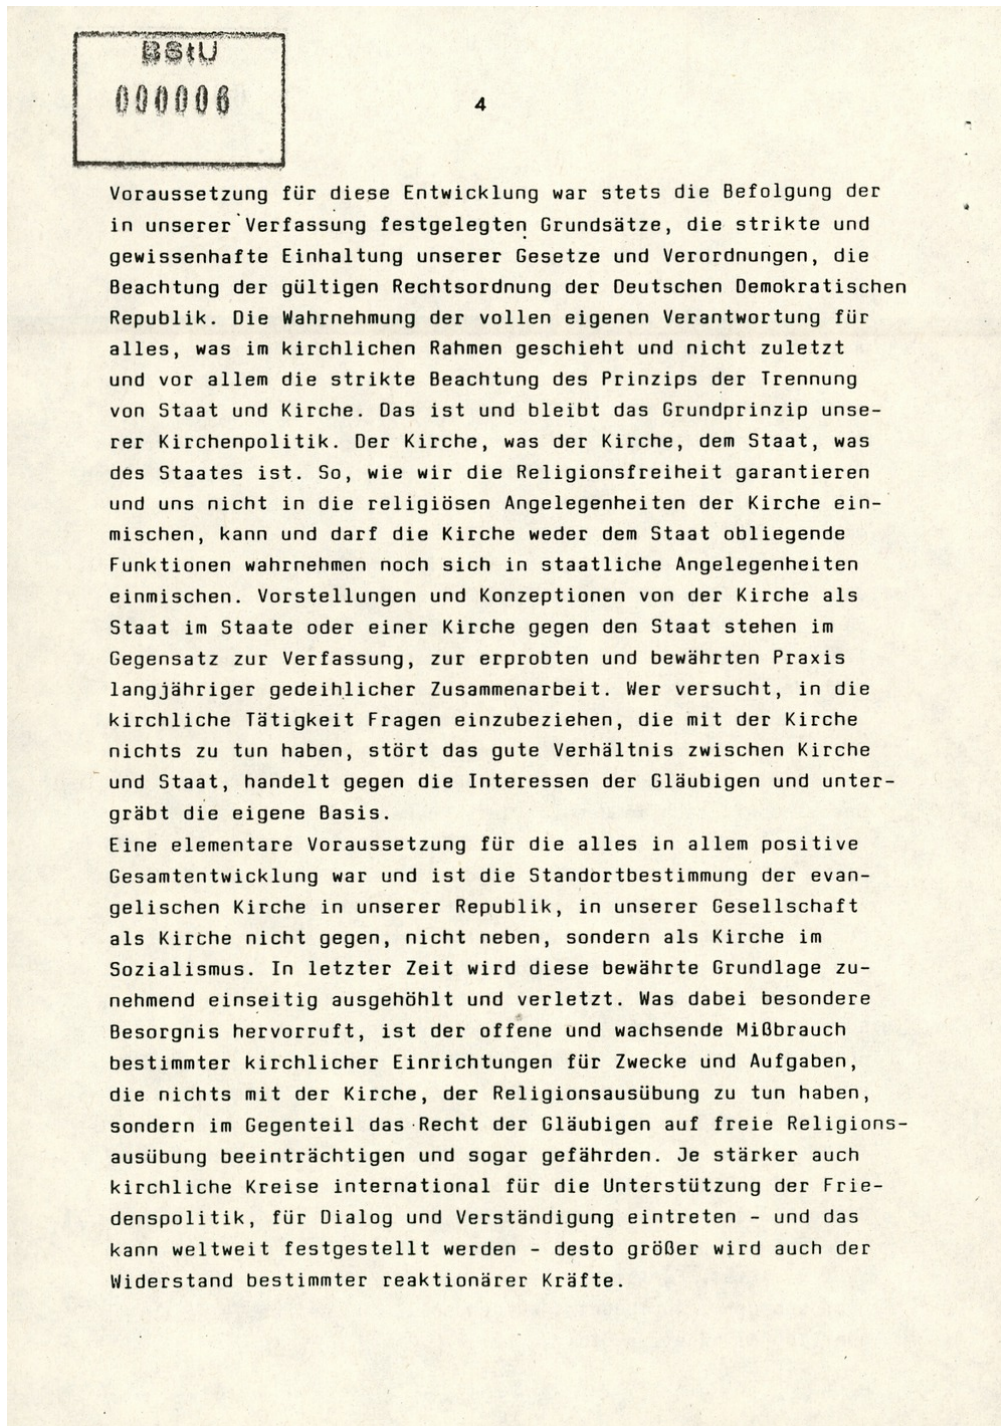 BStU
000006
4
Voraussetzung für diese Entwicklung war stets die Befolgung der
in unserer Verfassung festgelegten Grundsätze, die strikte und
gewissenhafte Einhaltung unserer Gesetze und Verordnungen, die
Beachtung der gültigen Rechtsordnung der Deutschen Demokratischen
Republik. Die Wahrnehmung der vollen eigenen Verantwortung für
alles, was im kirchlichen Rahmen geschieht und nicht zuletzt
und vor allem die strikte Beachtung des Prinzips der Trennung
von Staat und Kirche. Das ist und bleibt das Grundprinzip unse-
rer Kirchenpolitik. Der Kirche, was der Kirche, dem Staat, was
des Staates ist. So, wie wir die Religionsfreiheit garantieren
und uns nicht in die religiösen Angelegenheiten der Kirche ein-
mischen, kann und darf die Kirche weder dem Staat obliegende
Funktionen wahrnehmen noch sich in staatliche Angelegenheiten
einmischen. Vorstellungen und Konzeptionen von der Kirche als
Staat im Staate oder einer Kirche gegen den Staat stehen im
Gegensatz zur Verfassung, zur erprobten und bewährten Praxis
langjähriger gedeihlicher Zusammenarbeit. Wer versucht, in die
kirchliche Tätigkeit Fragen einzubeziehen, die mit der Kirche
nichts zu tun haben, stört das gute Verhältnis zwischen Kirche
und Staat, handelt gegen die Interessen der Gläubigen und unter-
gräbt die eigene Basis.
Eine elementare Voraussetzung für die alles in allem positive
Gesamtentwicklung war und ist die Standortbestimmung der evan-
gelischen Kirche in unserer Republik, in unserer Gesellschaft
als Kirche nicht gegen, nicht neben, sondern als Kirche im
Sozialismus. In letzter Zeit wird diese bewährte Grundlage zu-
nehmend einseitig ausgehöhlt und verletzt. Was dabei besondere
Besorgnis hervorruft, ist der offene und wachsende Mißbrauch
bestimmter kirchlicher Einrichtungen für Zwecke und Aufgaben,
die nichts mit der Kirche, der Religionsausübung zu tun haben,
sondern im Gegenteil das Recht der Gläubigen auf freie Religions-
ausübung beeinträchtigen und sogar gefährden. Je stärker auch
kirchliche Kreise international für die Unterstützung der Frie-
denspolitik, für Dialog und Verständigung eintreten - und das
kann weltweit festgestellt werden - desto größer wird auch der
Widerstand bestimmter reaktionärer Kräfte.